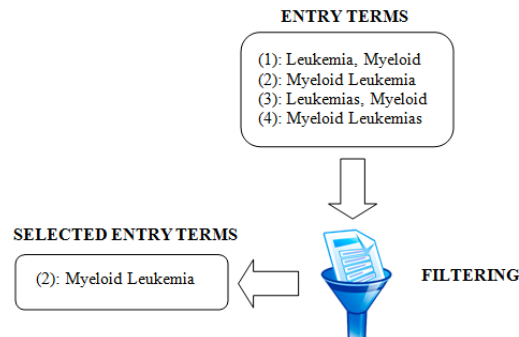 ENTRY TERMS
(1): Leukemia, Myeloid
(2): Myeloid Leukemia
(3): Leukemias, Myeloid
(4): Myeloid Leukemias
SELECTED ENTRY TERMS
(2): Myeloid Leukemia
FILTERING